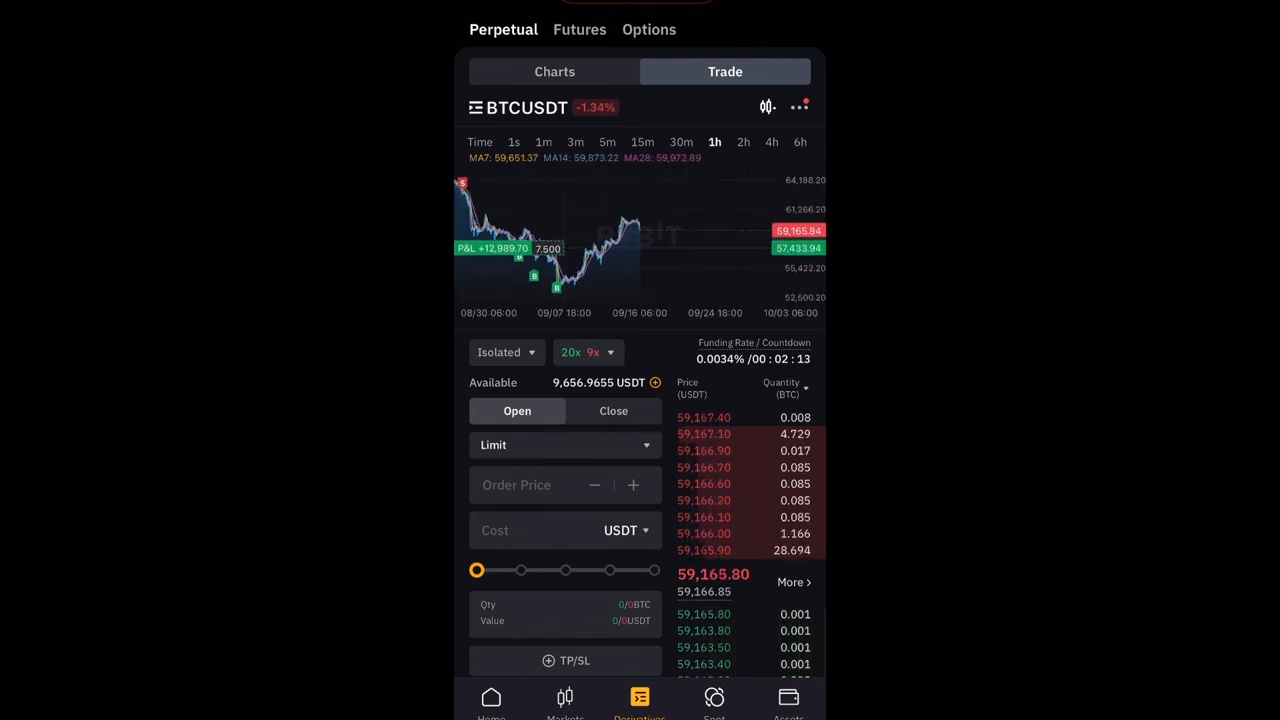 Perpetual Futures Options
Charts Trade
BTCUSDT -1.34%
Time 1s 1m 3m 5m 15m 30m 1h 2h 4h 6h
MA7: 59,651.37 MA14: 59,873.22 MA28: 59,972.89
64,188.20
S
61,266.20
59,165.84
P&L +12,989.70 7.500 57,433.94
B
B 55,422.20
B
52,500.20
08/30 06:00 09/07 18:00 09/16 06:00 09/24 18:00 10/03 06:00
Isolated 20x 9x
Funding Rate / Countdown
0.0034% /00 : 02 : 13
Available 9,656.9655 USDT
Open Close
Limit
Order Price
Cost USDT
Qty 0/0BTC
Value 0/0USDT
TP/SL
Price Quantity
(USDT) (BTC)
59,167.40 0.008
59,167.10 4.729
59,166.90 0.017
59,166.70 0.085
59,166.60 0.085
59,166.20 0.085
59,166.10 0.085
59,166.00 1.166
59,165.90 28.694
59,165.80
More >
59,166.85
59,165.80 0.001
59,163.80 0.001
59,163.50 0.001
59,163.40 0.001
Home Markets Derivatives Spot Assets